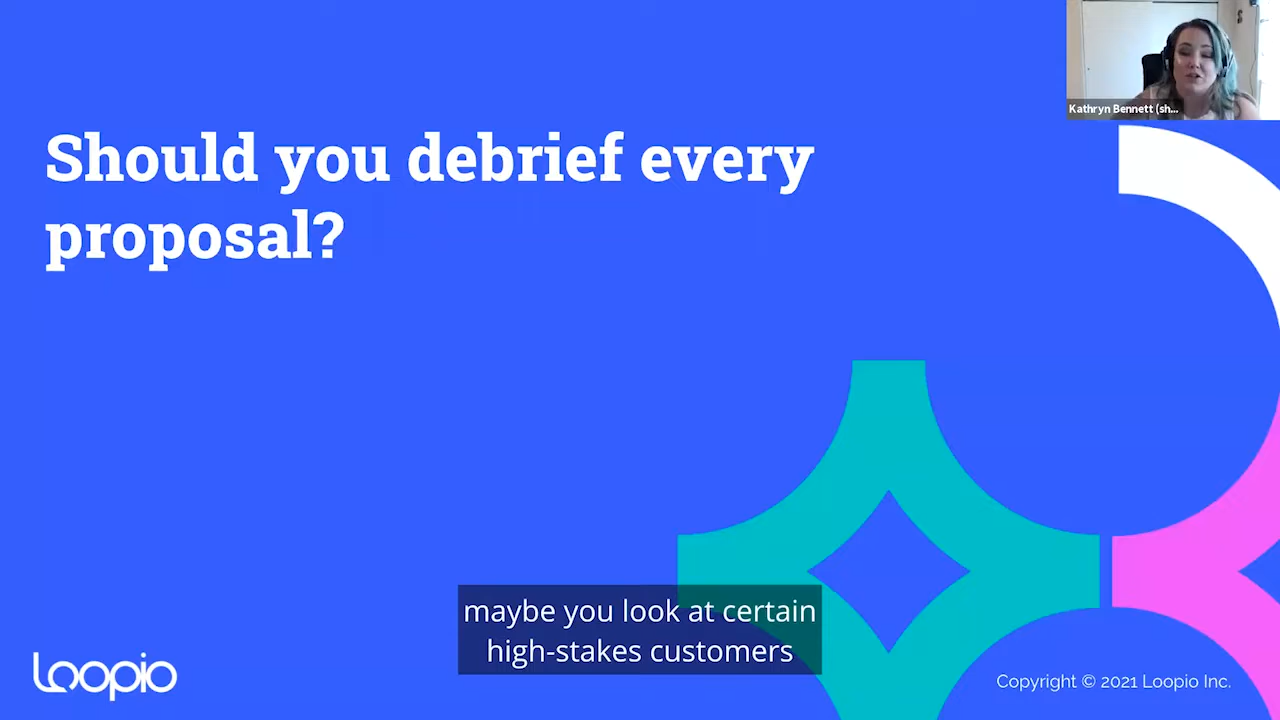 Kathryn Bennett (sh...
Should you debrief every
proposal?
maybe you look at certain
high-stakes customers
Loopio
Copyright © 2021 Loopio Inc.